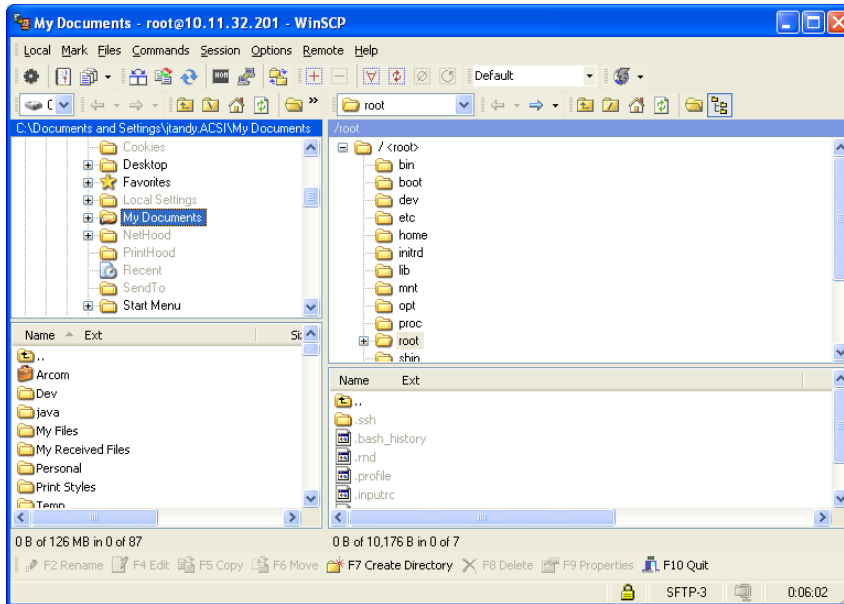 My Documents - root@10.11.32.201 - WinSCP
Local Mark Files Commands Session Options Remote Help
Default
C
root
C:\Documents and Settings\jtandy.ACSI\My Documents
Cookies
Desktop
Favorites
Local Settings
My Documents
NetHood
PrintHood
Recent
SendTo
Start Menu
Name Ext
..
Arcom
Dev
java
My Files
My Received Files
Personal
Print Styles
Temp
0 B of 126 MB in 0 of 87
/root
/ <root>
bin
boot
dev
etc
home
initrd
lib
mnt
opt
proc
root
sbin
Name Ext
..
.ssh
.bash_history
.rnd
.profile
.inputrc
0 B of 10,176 B in 0 of 7
F2 Rename F4 Edit F5 Copy F6 Move F7 Create Directory F8 Delete F9 Properties F10 Quit
SFTP-3 0:06:02